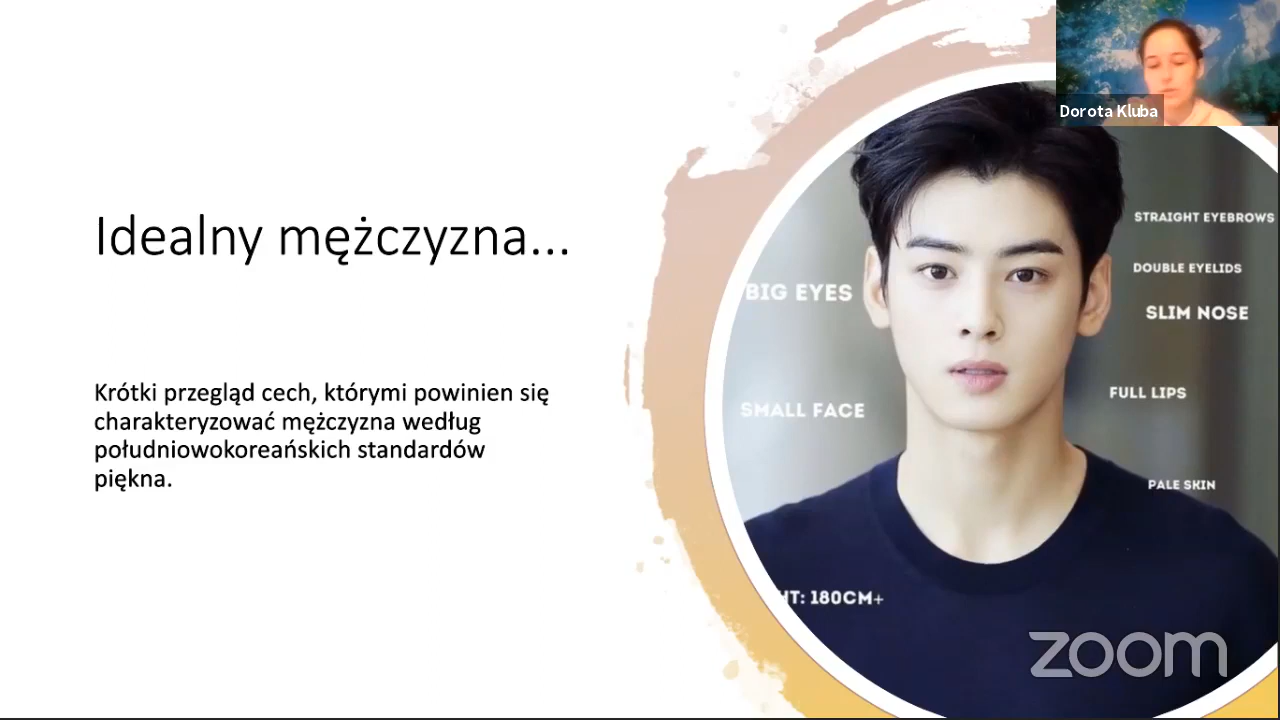 Dorota Kluba
Idealny mężczyzna...
Krótki przegląd cech, którymi powinien się
charakteryzować mężczyzna według
południowokoreańskich standardów
piękna.
STRAIGHT EYEBROWS
DOUBLE EYELIDS
BIG EYES
SLIM NOSE
FULL LIPS
SMALL FACE
PALE SKIN
HT: 180CM+
zoom